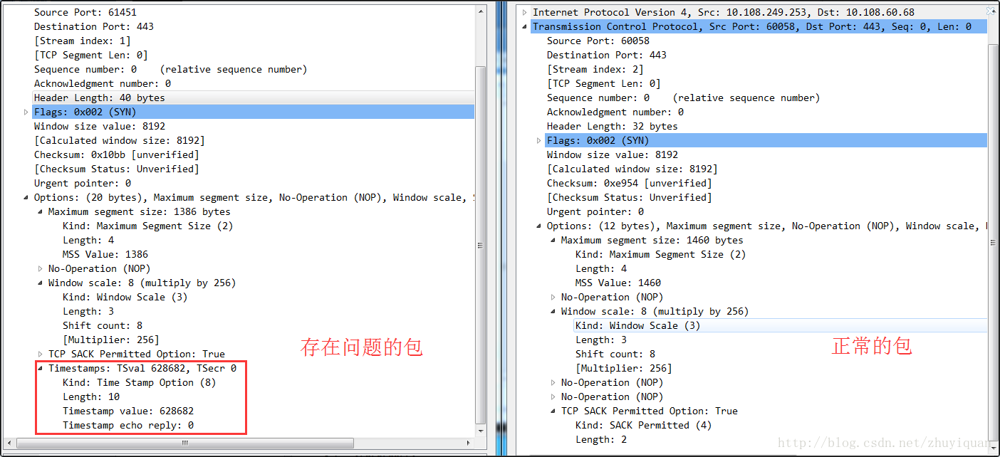 Source Port: 61451
Destination Port: 443
[Stream index: 1]
[TCP Segment Len: 0]
Sequence number: 0    (relative sequence number)
Acknowledgment number: 0
Header Length: 40 bytes
Flags: 0x002 (SYN)
Window size value: 8192
[Calculated window size: 8192]
Checksum: 0x10bb [unverified]
[Checksum Status: Unverified]
Urgent pointer: 0
Options: (20 bytes), Maximum segment size, No-Operation (NOP), Window scale,
Maximum segment size: 1386 bytes
Kind: Maximum Segment Size (2)
Length: 4
MSS Value: 1386
No-Operation (NOP)
Window scale: 8 (multiply by 256)
Kind: Window Scale (3)
Length: 3
Shift count: 8
[Multiplier: 256]
TCP SACK Permitted Option: True
Timestamps: TSval 628682, TSecr 0
Kind: Time Stamp Option (8)
Length: 10
Timestamp value: 628682
Timestamp echo reply: 0
存在问题的包
Internet Protocol Version 4, Src: 10.108.249.253, Dst: 10.108.60.68
Transmission Control Protocol, Src Port: 60058, Dst Port: 443, Seq: 0, Len: 0
Source Port: 60058
Destination Port: 443
[Stream index: 2]
[TCP Segment Len: 0]
Sequence number: 0    (relative sequence number)
Acknowledgment number: 0
Header Length: 32 bytes
Flags: 0x002 (SYN)
Window size value: 8192
[Calculated window size: 8192]
Checksum: 0xe954 [unverified]
[Checksum Status: Unverified]
Urgent pointer: 0
Options: (12 bytes), Maximum segment size, No-Operation (NOP), Window scale,
Maximum segment size: 1460 bytes
Kind: Maximum Segment Size (2)
Length: 4
MSS Value: 1460
No-Operation (NOP)
Window scale: 8 (multiply by 256)
Kind: Window Scale (3)
Length: 3
Shift count: 8
[Multiplier: 256]
No-Operation (NOP)
No-Operation (NOP)
TCP SACK Permitted Option: True
Kind: SACK Permitted (4)
Length: 2
正常的包
http://blog.csdn.net/zhuyiquan